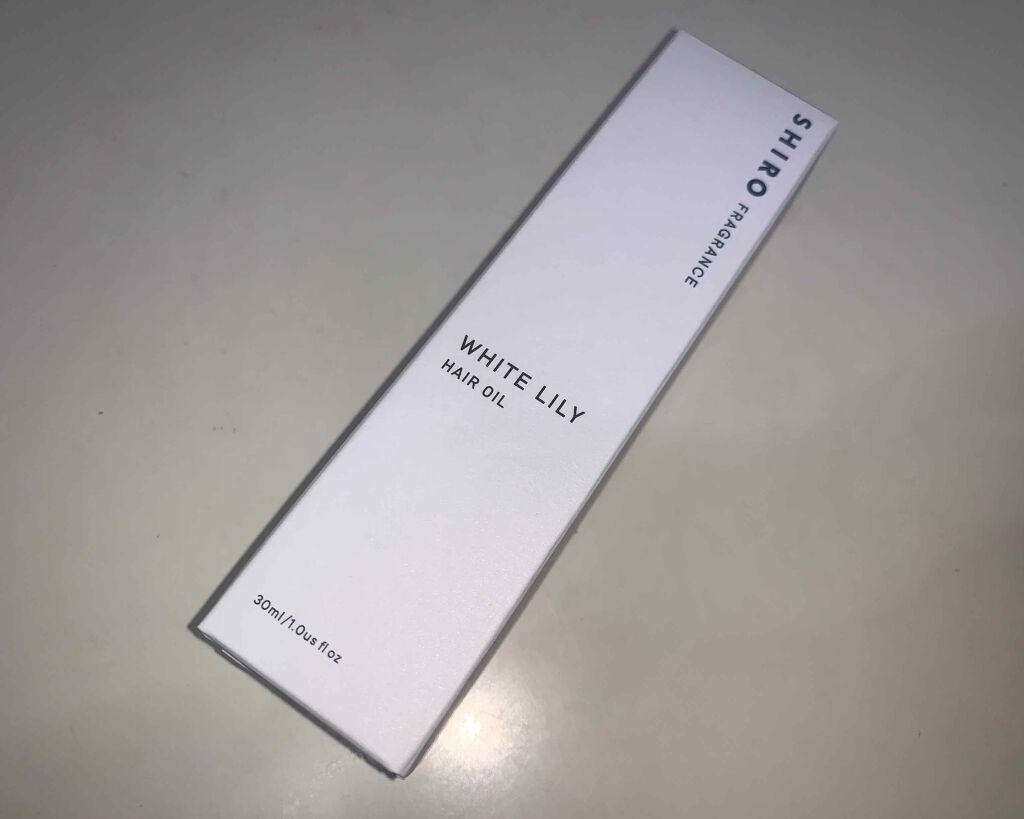 SHIRO FRAGRANCE
WHITE LILY
HAIR OIL
30ml/1.0us fl oz